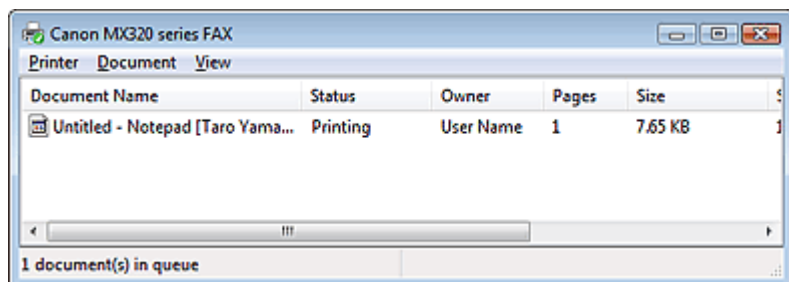 Canon MX320 series FAX
Printer Document View
Document Name Status Owner Pages Size
Untitled - Notepad [Taro Yama... Printing User Name 1 7.65 KB
1 document(s) in queue